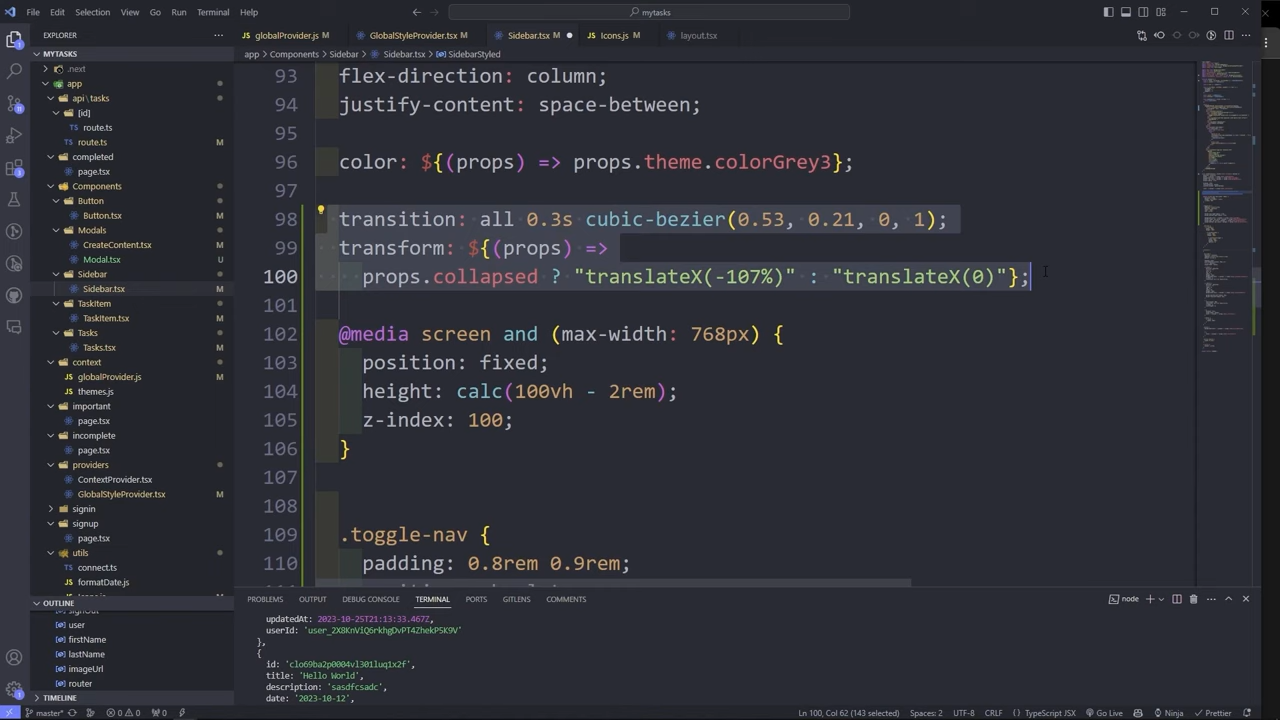 File Edit Selection View Go Run Terminal Help
mytasks
EXPLORER
globalProvider.js M
GlobalStyleProvider.tsx M
Sidebar.tsx
Icons.js M
layout.tsx
MYTASKS
app > Components > Sidebar > Sidebar.tsx > SidebarStyled
.next
app
api\tasks
[id]
route.ts
route.ts M
completed
page.tsx
Components
Button
Button.tsx M
Modals
CreateContent.tsx M
Modal.tsx M
Sidebar
Sidebar.tsx M
TaskItem
TaskItem.tsx M
Tasks
Tasks.tsx M
context
globalProvider.js M
themes.js M
important
page.tsx M
incomplete
page.tsx M
providers
ContextProvider.tsx M
GlobalStyleProvider.tsx M
signin
signup
page.tsx M
utils
connect.ts M
formatDate.js M
93 flex-direction: column;
94 justify-content: space-between;
95
96 color: ${(props) => props.theme.colorGrey3};
97
98 transition: all 0.3s cubic-bezier(0.53, 0.21, 0, 1);
99 transform: ${(props) =>
100 props.collapsed ? "translateX(-107%)" : "translateX(0)"};
101
102 @media screen and (max-width: 768px) {
103 position: fixed;
104 height: calc(100vh - 2rem);
105 z-index: 100;
106 }
107
108
109 .toggle-nav {
110 padding: 0.8rem 0.9rem;
OUTLINE
signOut
user
firstName
lastName
imageUrl
router
TIMELINE
PROBLEMS OUTPUT DEBUG CONSOLE TERMINAL PORTS GITLENS COMMENTS
node
updatedAt: 2023-10-25T21:13:33.467Z,
userId: 'user_2X8KnViQ6rkhgDvPT4ZhekP5K9V'
},
{
id: 'clo69ba2p0004vl301luq1x2f',
title: 'Hello World',
description: 'sasdfcsadc',
date: '2023-10-12',
master* 0 0 0
Ln 100, Col 62 (143 selected) Spaces: 2 UTF-8 CRLF TypeScript JSX Go Live Ninja Prettier